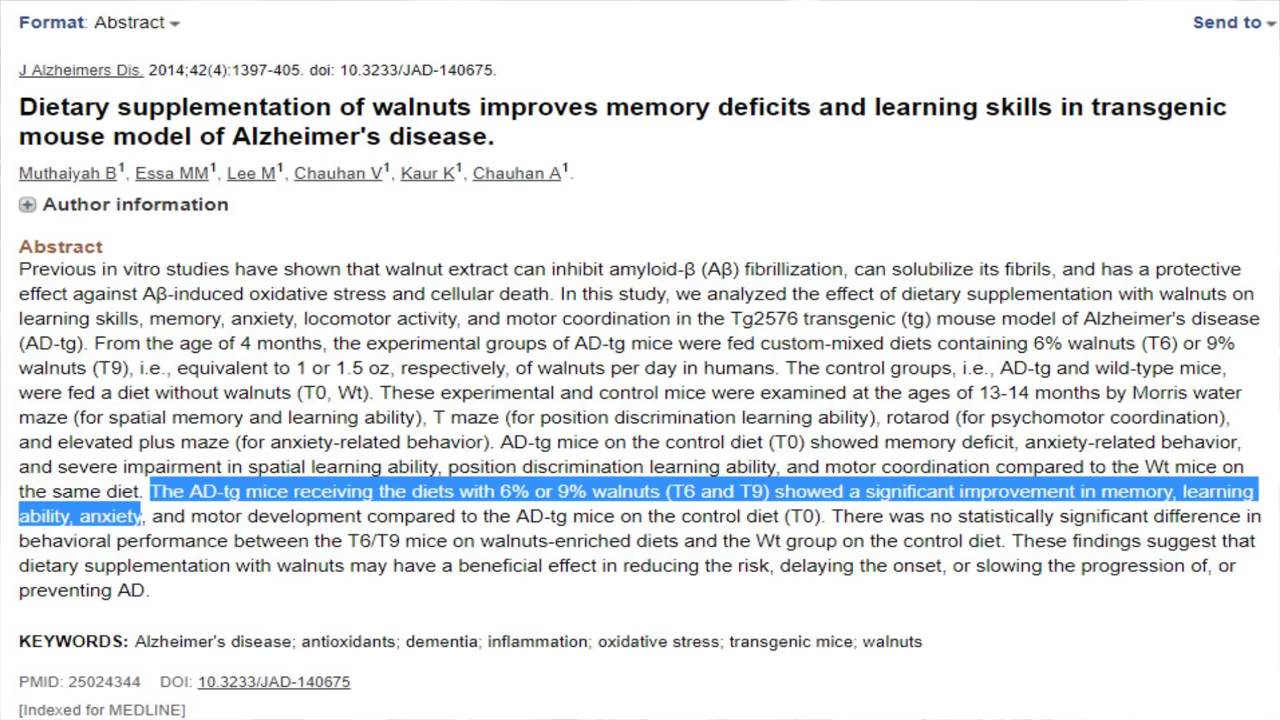 Format: Abstract
Send to
J Alzheimers Dis. 2014;42(4):1397-405. doi: 10.3233/JAD-140675.
Dietary supplementation of walnuts improves memory deficits and learning skills in transgenic
mouse model of Alzheimer's disease.
Muthaiyah B1, Essa MM1, Lee M1, Chauhan V1, Kaur K1, Chauhan A1.
Author information
Abstract
Previous in vitro studies have shown that walnut extract can inhibit amyloid-β (Aβ) fibrillization, can solubilize its fibrils, and has a protective
effect against Aβ-induced oxidative stress and cellular death. In this study, we analyzed the effect of dietary supplementation with walnuts on
learning skills, memory, anxiety, locomotor activity, and motor coordination in the Tg2576 transgenic (tg) mouse model of Alzheimer's disease
(AD-tg). From the age of 4 months, the experimental groups of AD-tg mice were fed custom-mixed diets containing 6% walnuts (T6) or 9%
walnuts (T9), i.e., equivalent to 1 or 1.5 oz, respectively, of walnuts per day in humans. The control groups, i.e., AD-tg and wild-type mice,
were fed a diet without walnuts (T0, Wt). These experimental and control mice were examined at the ages of 13-14 months by Morris water
maze (for spatial memory and learning ability), T maze (for position discrimination learning ability), rotarod (for psychomotor coordination),
and elevated plus maze (for anxiety-related behavior). AD-tg mice on the control diet (T0) showed memory deficit, anxiety-related behavior,
and severe impairment in spatial learning ability, position discrimination learning ability, and motor coordination compared to the Wt mice on
the same diet. The AD-tg mice receiving the diets with 6% or 9% walnuts (T6 and T9) showed a significant improvement in memory, learning
ability, anxiety, and motor development compared to the AD-tg mice on the control diet (T0). There was no statistically significant difference in
behavioral performance between the T6/T9 mice on walnuts-enriched diets and the Wt group on the control diet. These findings suggest that
dietary supplementation with walnuts may have a beneficial effect in reducing the risk, delaying the onset, or slowing the progression of, or
preventing AD.
KEYWORDS: Alzheimer's disease; antioxidants; dementia; inflammation; oxidative stress; transgenic mice; walnuts
PMID: 25024344 DOI: 10.3233/JAD-140675
[Indexed for MEDLINE]